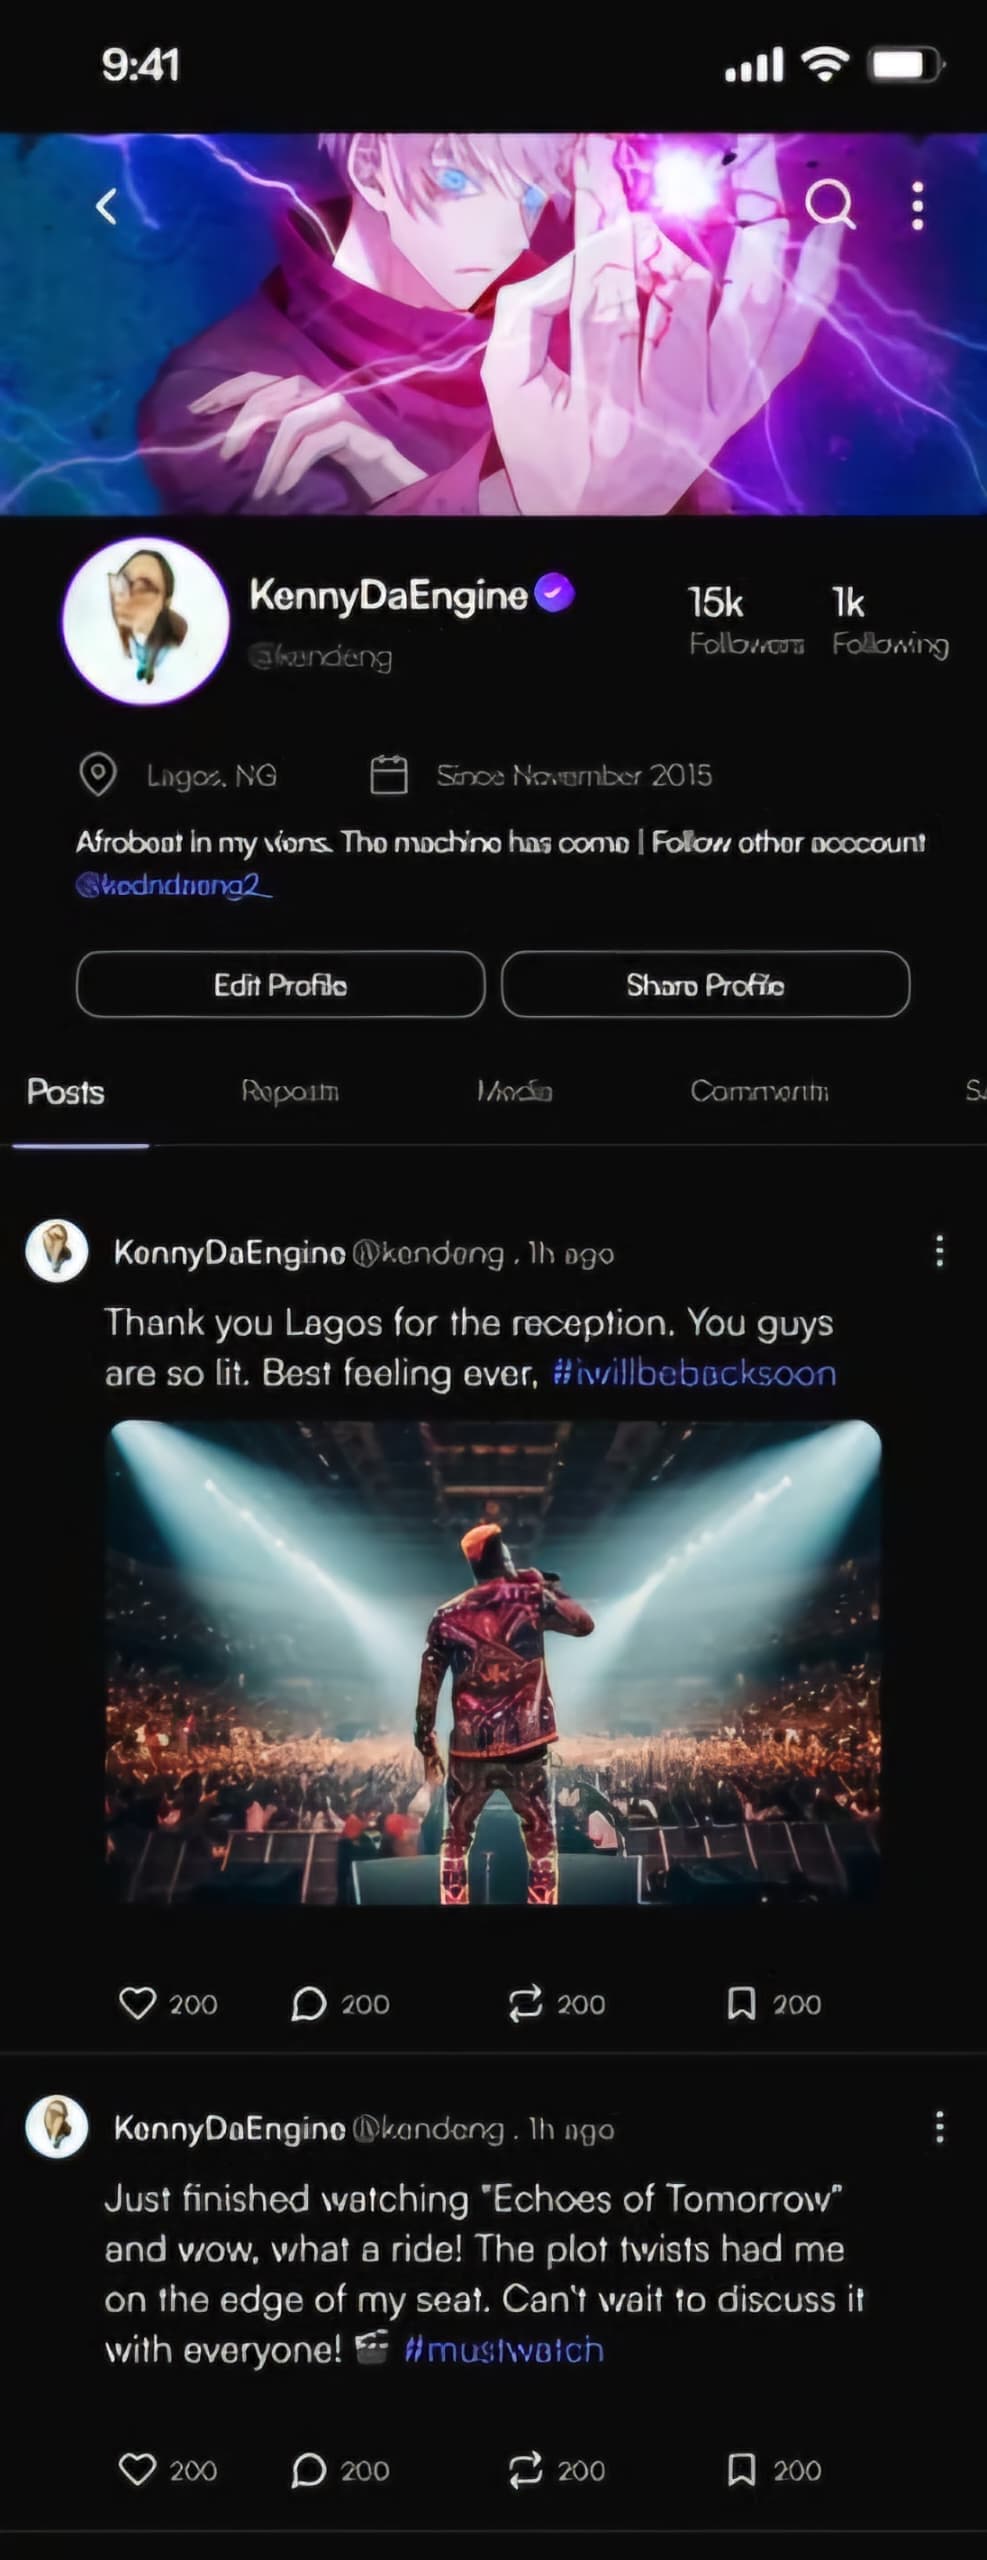 9:41
KennyDaEngine
15k 1k
Followers Following
Lagos, NG Since November 2015
Afrobeat in my viens. The machine has come | Follow other acccount
Edit Profile Share Profile
Posts Reposts Media Comments
KennyDaEngine @kendeng . 1h ago
Thank you Lagos for the reception. You guys
are so lit. Best feeling ever, #iwillbebacksoon
200 200 200 200
KennyDaEngine @kendeng . 1h ago
Just finished watching "Echoes of Tomorrow"
and wow, what a ride! The plot twists had me
on the edge of my seat. Can't wait to discuss it
with everyone! 🎬 #mustwatch
200 200 200 200